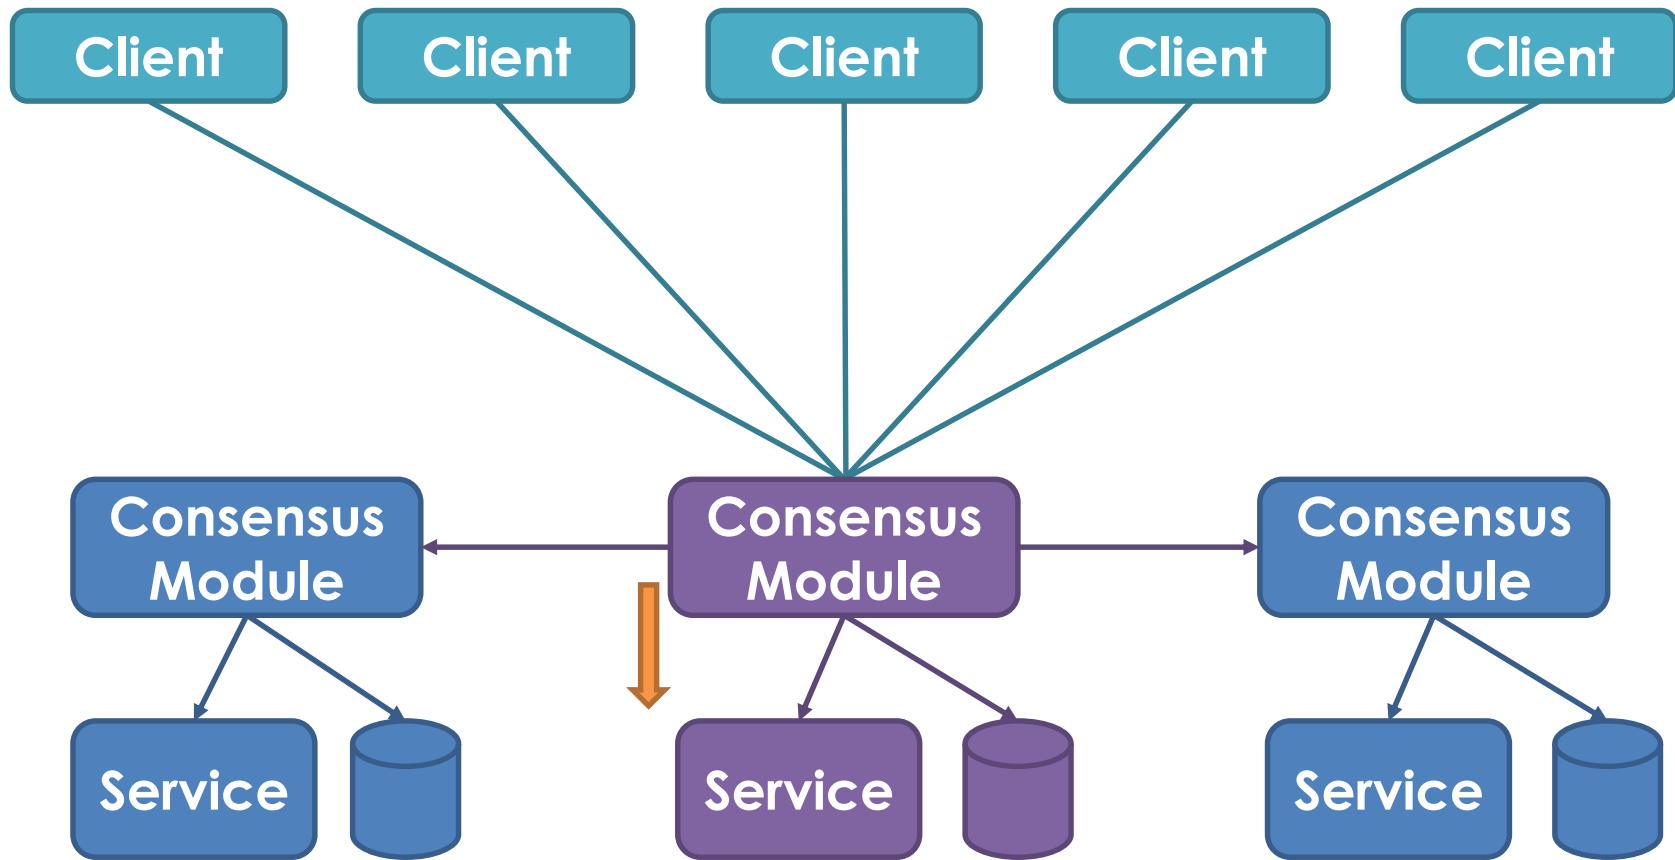 Client
Client
Client
Client
Client
Consensus
Module
Consensus
Module
Consensus
Module
Service
Service
Service